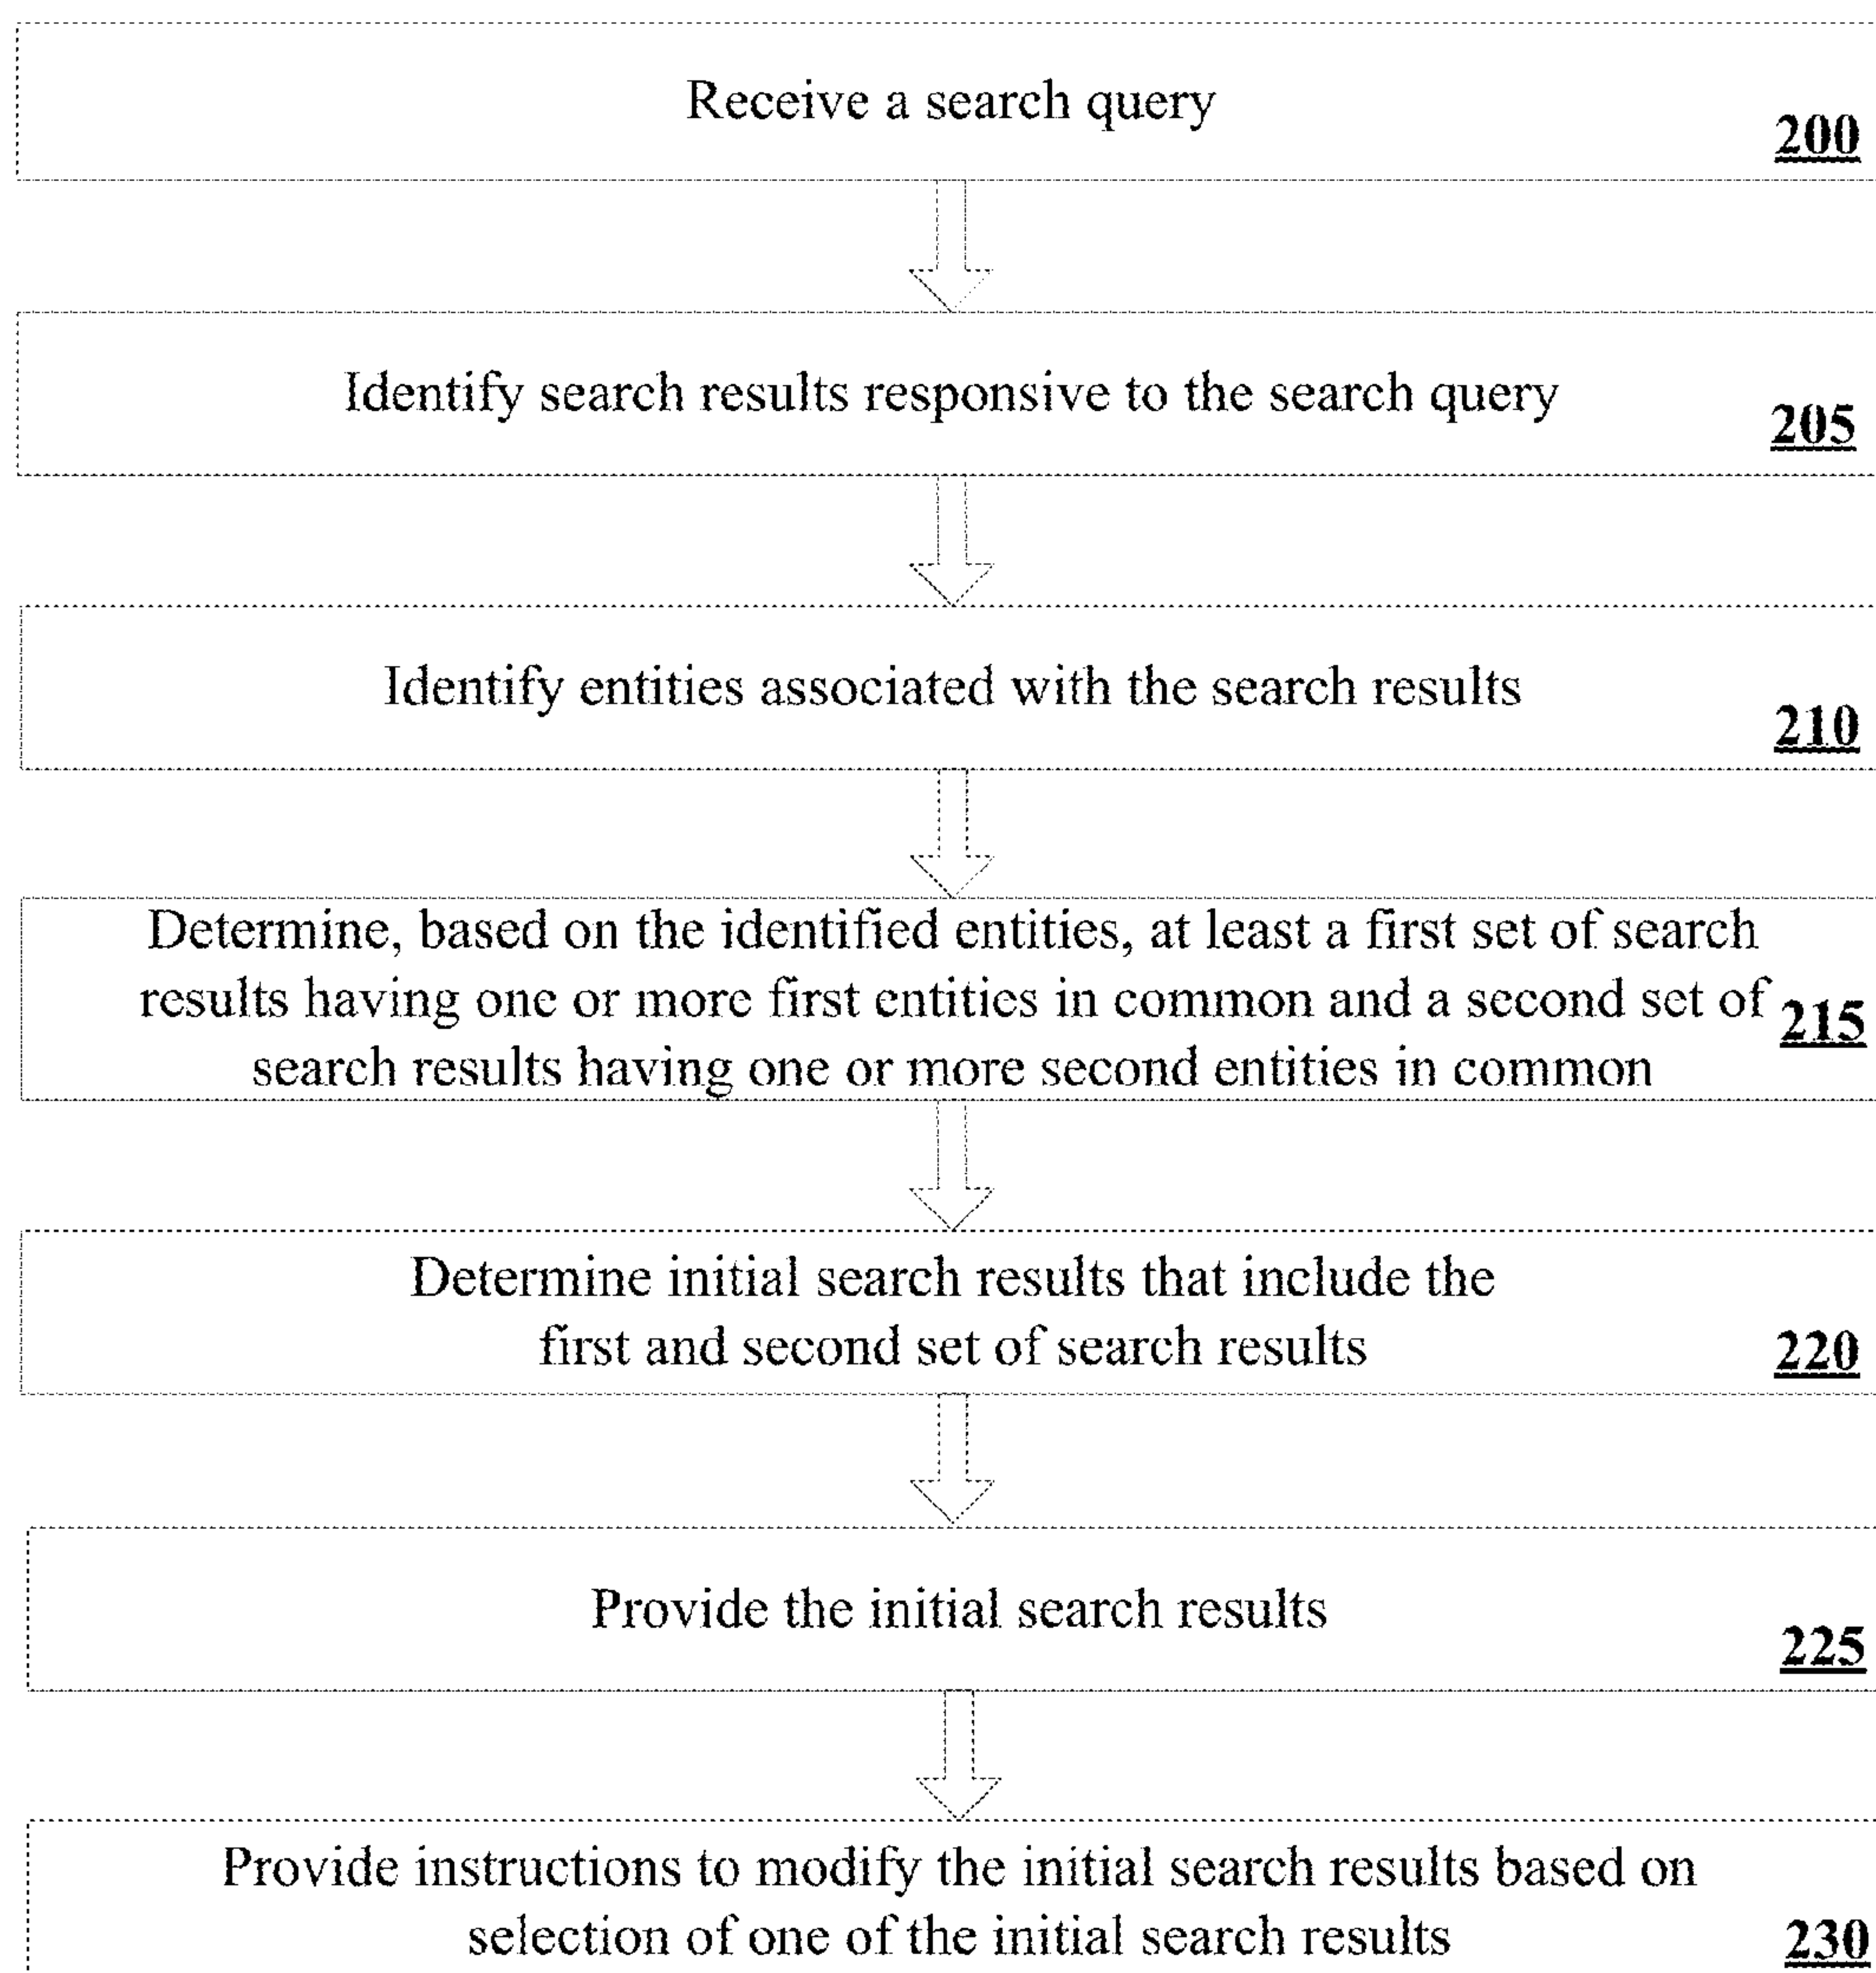 Receive a search query
200
Identify search results responsive to the search query
205
Identify entities associated with the search results
210
Determine, based on the identified entities, at least a first set of search
results having one or more first entities in common and a second set of
215
search results having one or more second entities in common
Determine initial search results that include the
first and second set of search results
220
Provide the initial search results
225
Provide instructions to modify the initial search results based on
selection of one of the initial search results
230